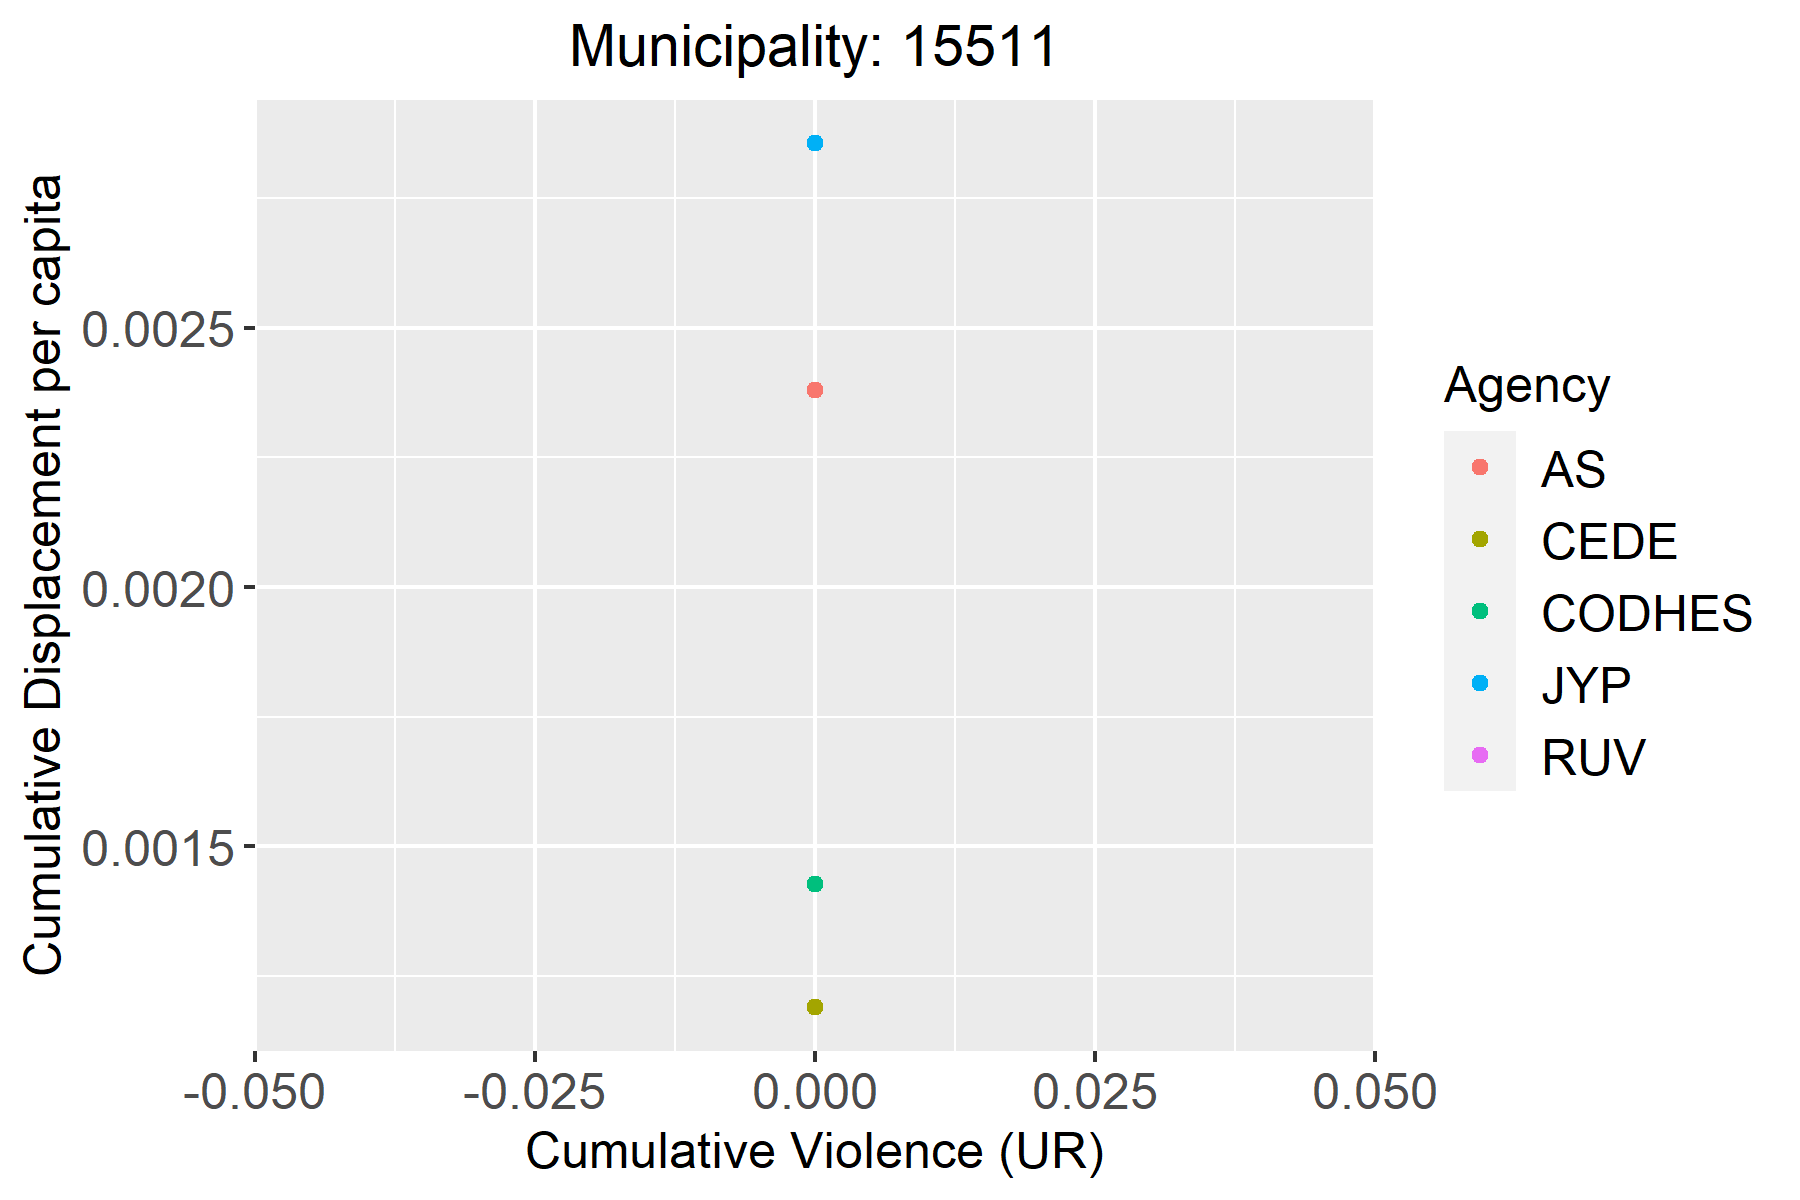 Municipality: 15511
Cumulative Displacement per capita
0.0025
0.0020
0.0015
-0.050
-0.025
0.000
0.025
0.050
Cumulative Violence (UR)
Agency
AS
CEDE
CODHES
JYP
RUV